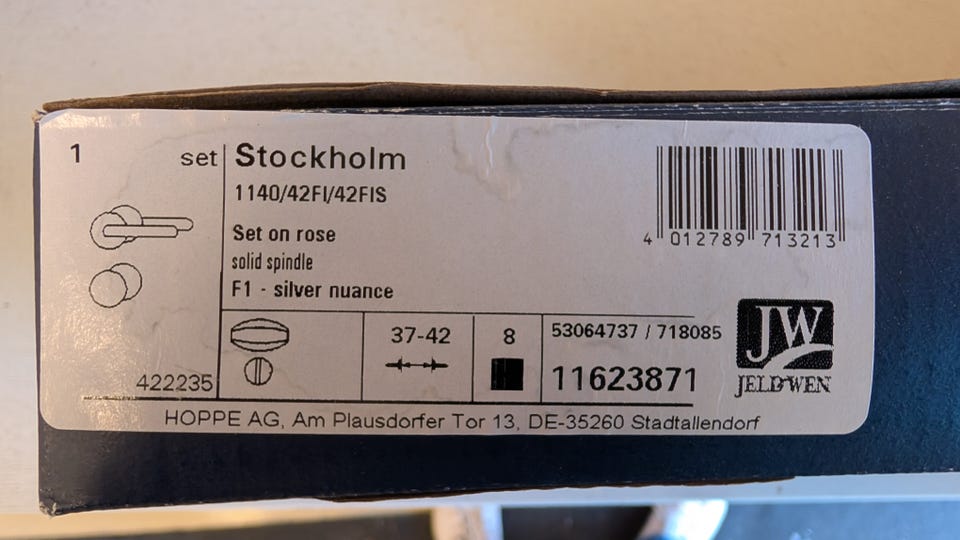 1 set
Stockholm
1140/42FI/42FIS
Set on rose
solid spindle
F1 - silver nuance
4 012789 713213
422235
37-42
8
53064737 / 718085
11623871
JW
JELD-WEN
HOPPE AG, Am Plausdorfer Tor 13, DE-35260 Stadtallendorf